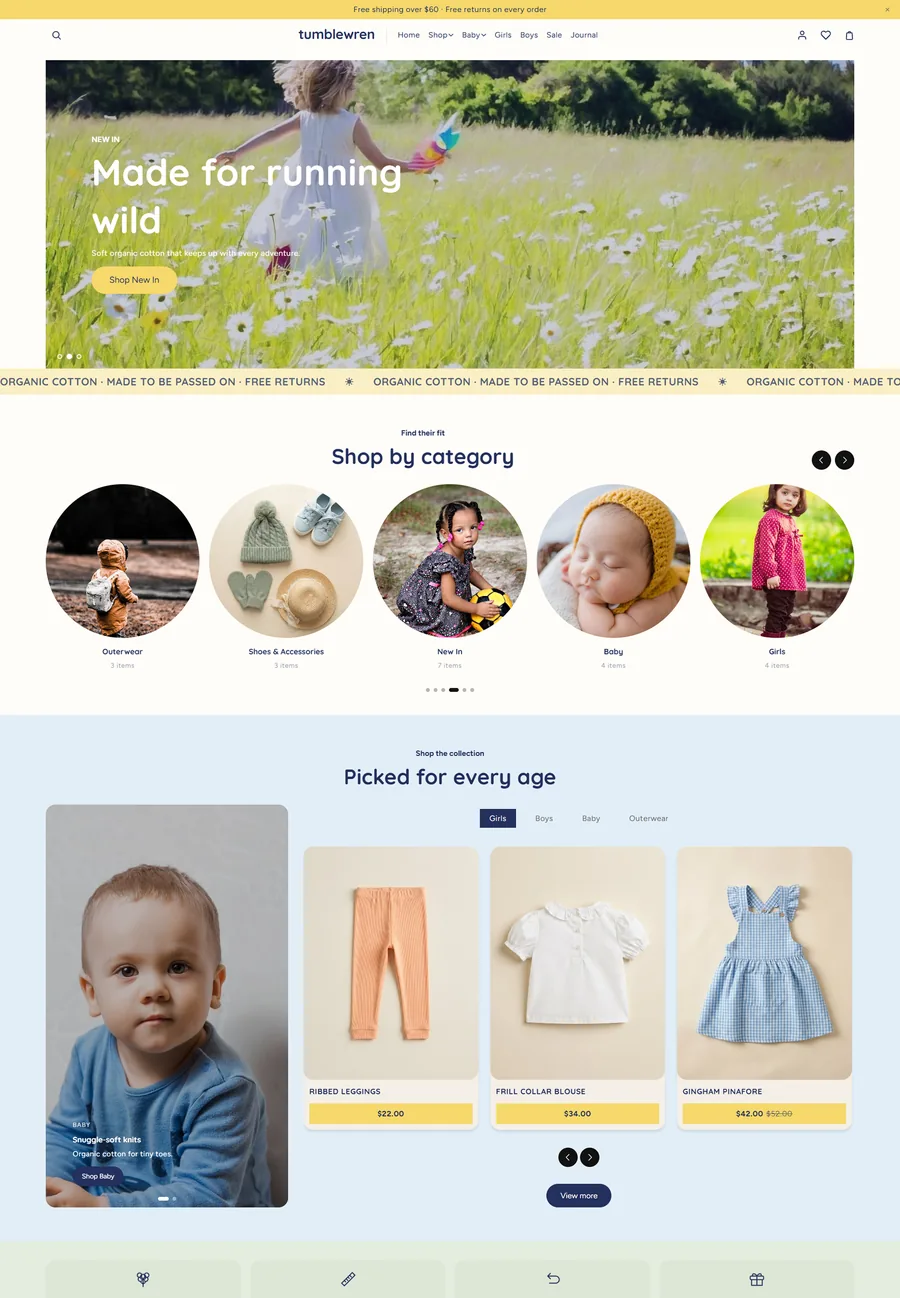 Free shipping over $60 · Free returns on every order
×
tumblewren
Home
Shop
Baby
Girls
Boys
Sale
Journal
NEW IN
Made for running
wild
Soft organic cotton that keeps up with every adventure.
Shop New In
ORGANIC COTTON · MADE TO BE PASSED ON · FREE RETURNS ☀ ORGANIC COTTON · MADE TO BE PASSED ON · FREE RETURNS ☀ ORGANIC COTTON · MADE TO
Find their fit
Shop by category
Outerwear
3 items
Shoes & Accessories
3 items
New In
7 items
Baby
4 items
Girls
4 items
Shop the collection
Picked for every age
BABY
Snuggle-soft knits
Organic cotton for tiny toes.
Shop Baby
Girls
Boys
Baby
Outerwear
RIBBED LEGGINGS
$22.00
FRILL COLLAR BLOUSE
$34.00
GINGHAM PINAFORE
$42.00 $52.00
View more